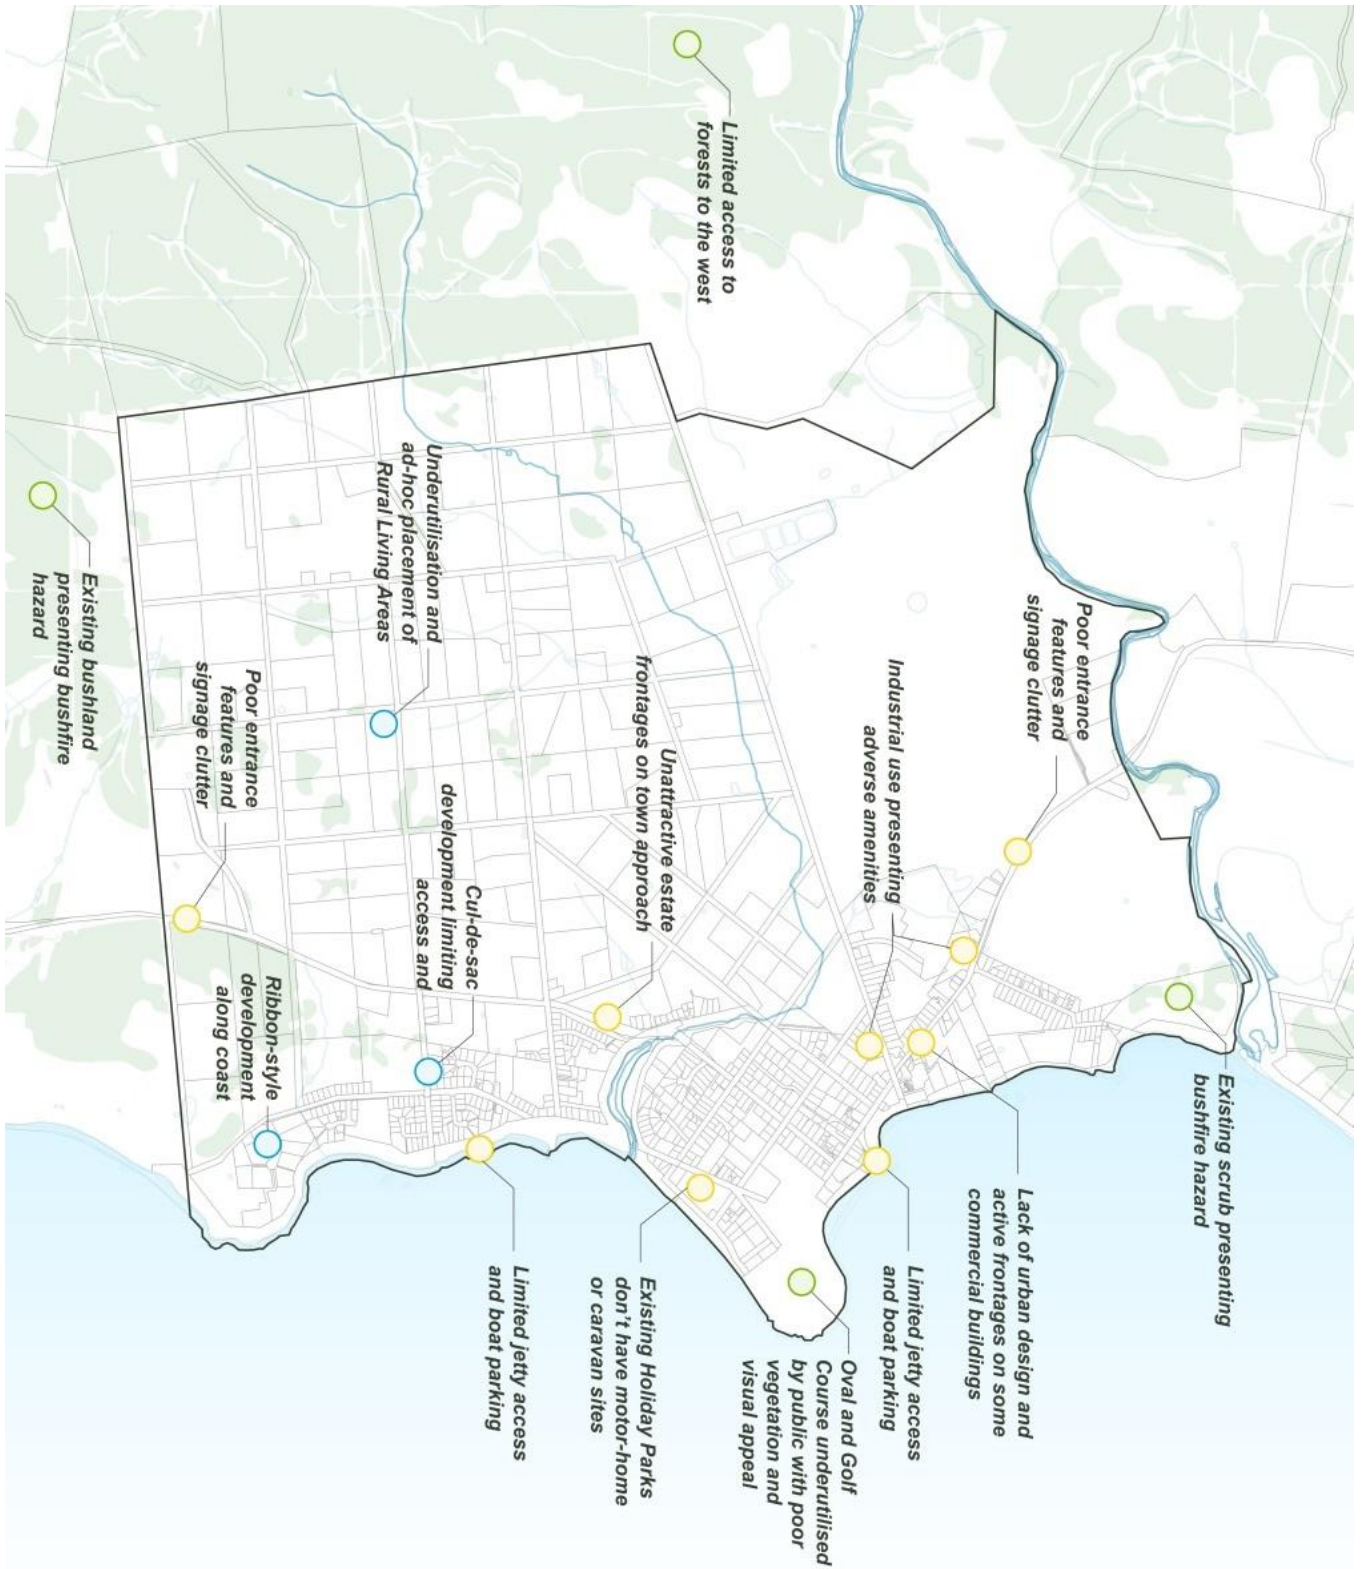 Limited access to
forests to the west
Existing bushland
presenting bushfire
hazard
Underutilisation and
ad-hoc placement of
Rural Living Areas
Poor entrance
features and
signage clutter
Unattractive estate
frontages on town approach
Industrial use presenting
adverse amenities
Poor entrance
features and
signage clutter
Cul-de-sac
development limiting
access and
Ribbon-style
development
along coast
Existing scrub presenting
bushfire hazard
Lack of urban design and
active frontages on some
commercial buildings
Limited jetty access
and boat parking
Oval and Golf
Course underutilised
by public with poor
vegetation and
visual appeal
Existing Holiday Parks
don't have motor-home
or caravan sites
Limited jetty access
and boat parking